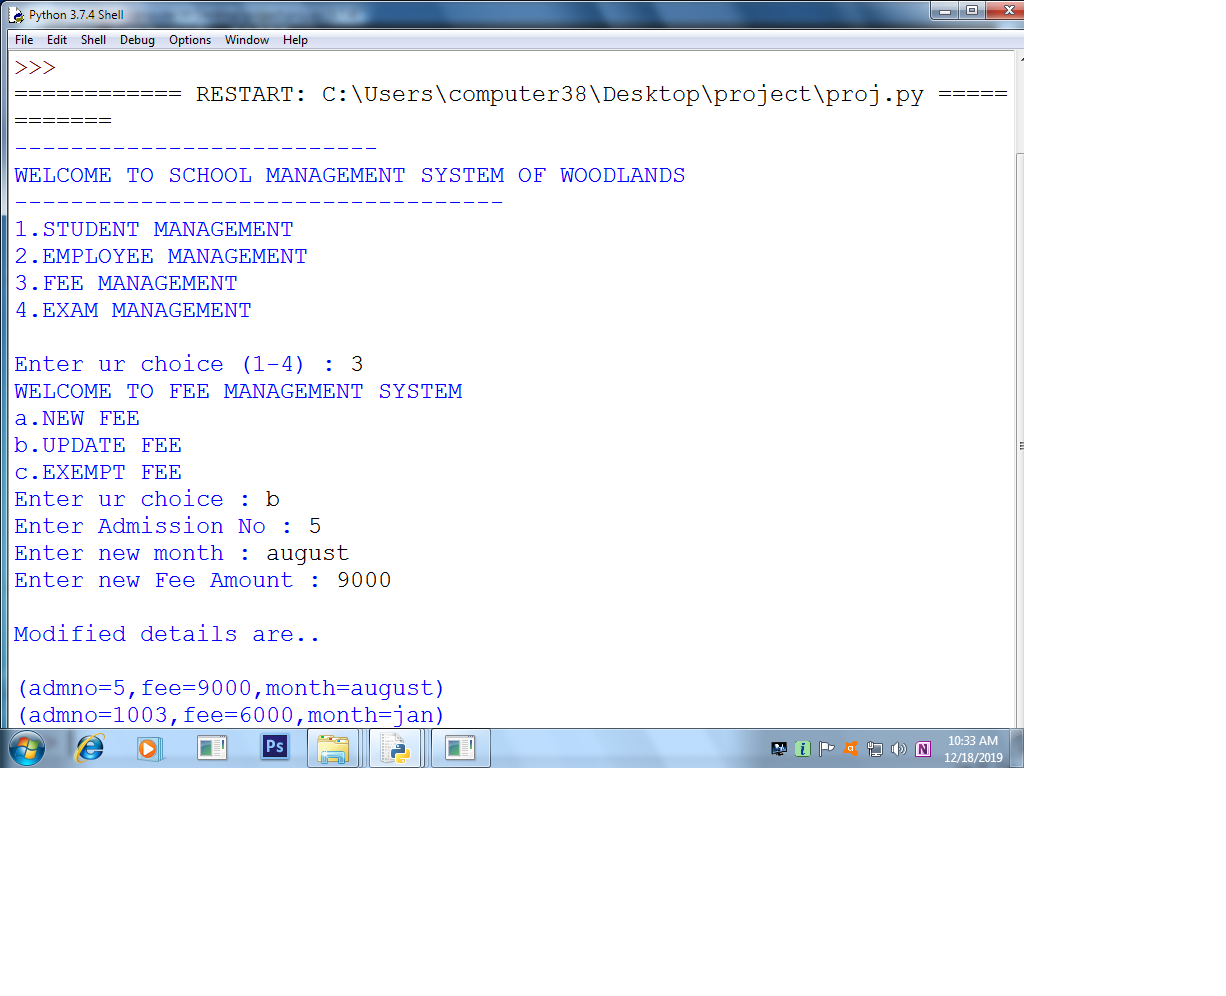 Python 3.7.4 Shell
File Edit Shell Debug Options Window Help
>>>
============ RESTART: C:\Users\computer38\Desktop\project\proj.py =====
=======
--------------------------
WELCOME TO SCHOOL MANAGEMENT SYSTEM OF WOODLANDS
-----------------------------------
1.STUDENT MANAGEMENT
2.EMPLOYEE MANAGEMENT
3.FEE MANAGEMENT
4.EXAM MANAGEMENT
Enter ur choice (1-4) : 3
WELCOME TO FEE MANAGEMENT SYSTEM
a.NEW FEE
b.UPDATE FEE
c.EXEMPT FEE
Enter ur choice : b
Enter Admission No : 5
Enter new month : august
Enter new Fee Amount : 9000
Modified details are..
(admno=5,fee=9000,month=august)
(admno=1003,fee=6000,month=jan)
Ps
N
10:33 AM
12/18/2019